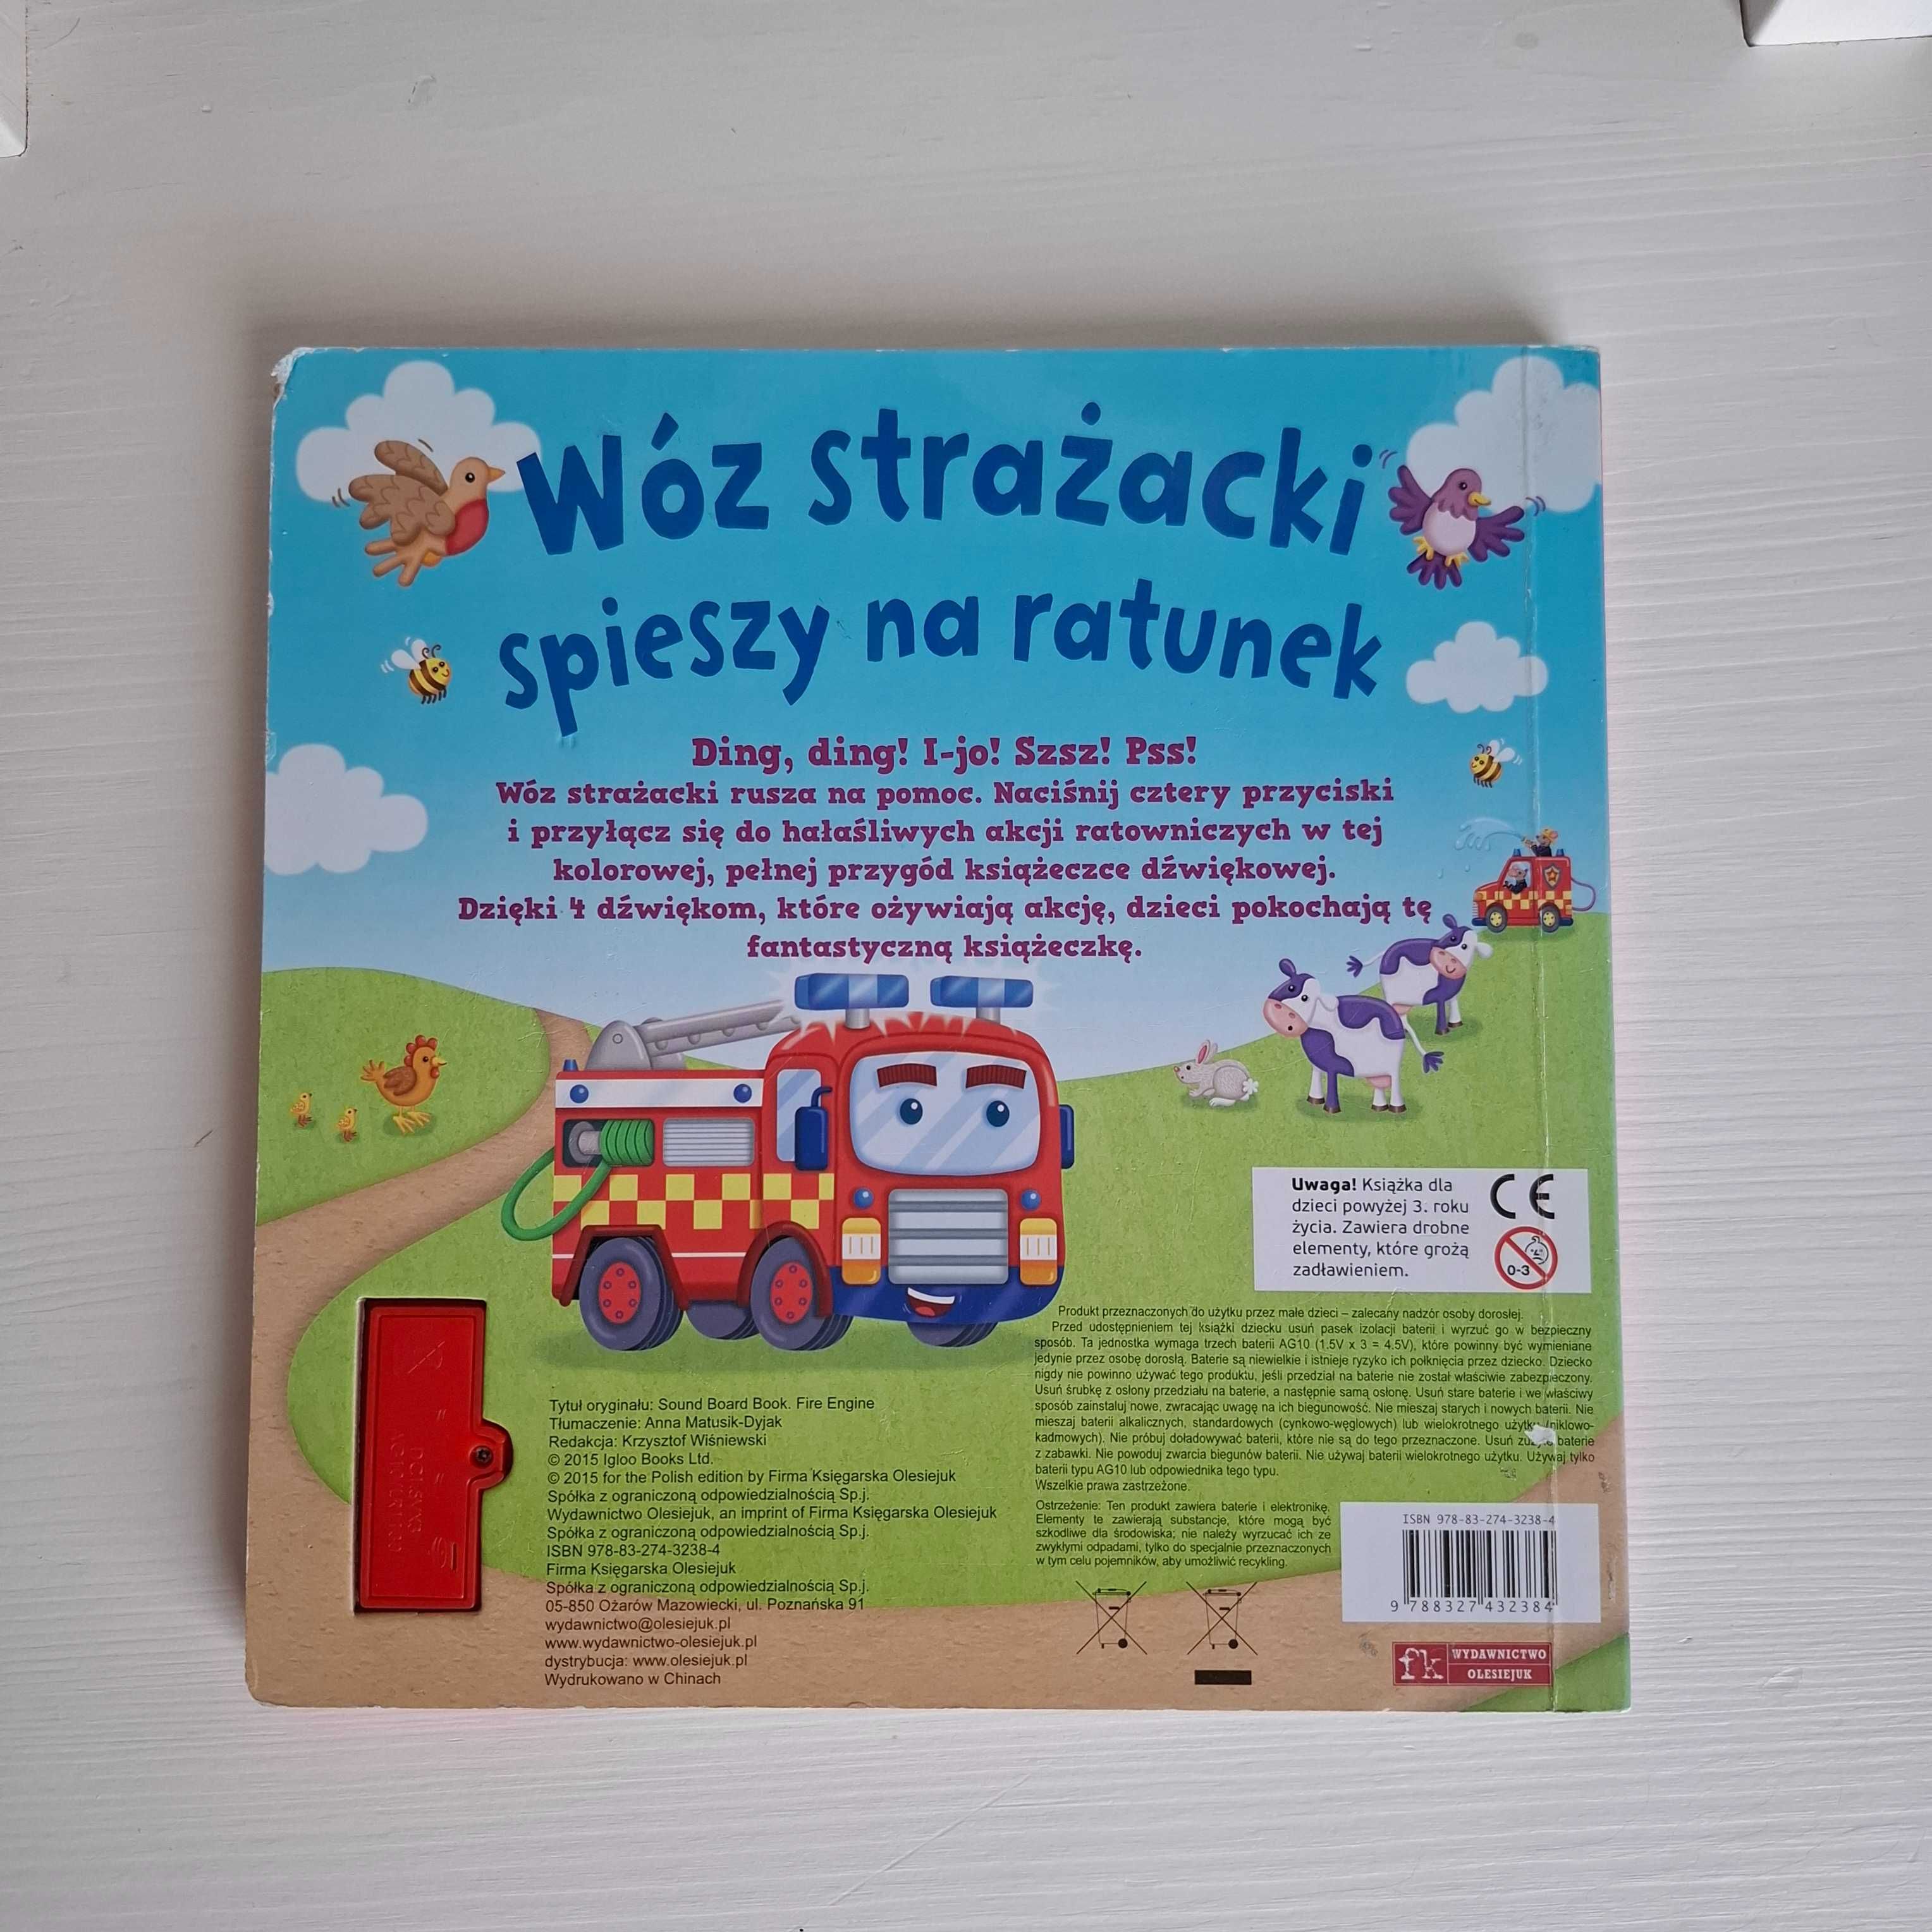 Wóz strażacki
spieszy na ratunek
Ding, ding! I-jo! Szsz! Pss!
Wóz strażacki rusza na pomoc. Naciśnij cztery przyciski
i przyłącz się do hałaśliwych akcji ratowniczych w tej
kolorowej, pełnej przygód książeczce dźwiękowej.
Dzięki 4 dźwiękom, które ożywiają akcję, dzieci pokochają tę
fantastyczną książeczkę.
Uwaga! Książka dla
dzieci powyżej 3. roku
życia. Zawiera drobne
elementy, które grożą
zadławieniem.
CE
0-3
Produkt przeznaczonych do użytku przez małe dzieci – zalecany nadzór osoby dorosłej.
Przed udostępnieniem tej książki dziecku usuń pasek izolacji baterii i wyrzuć go w bezpieczny
sposób. Ta jednostka wymaga trzech baterii AG10 (1.5V x 3 = 4.5V), które powinny być wymieniane
jedynie przez osobę dorosłą. Baterie są niewielkie i istnieje ryzyko ich połknięcia przez dziecko. Dziecko
nigdy nie powinno używać tego produktu, jeśli przedział na baterie nie został właściwie zabezpieczony.
Usuń śrubkę z osłony przedziału na baterie, a następnie samą osłonę. Usuń stare baterie i we właściwy
sposób zainstaluj nowe, zwracając uwagę na ich biegunowość. Nie mieszaj starych i nowych baterii. Nie
mieszaj baterii alkalicznych, standardowych (cynkowo-węglowych) lub wielokrotnego użytku (niklowo-
kadmowych). Nie próbuj doładowywać baterii, które nie są do tego przeznaczone. Usuń zużyte baterie
z zabawki. Nie powoduj zwarcia biegunów baterii. Nie używaj baterii wielokrotnego użytku. Używaj tylko
baterii typu AG10 lub odpowiednika tego typu.
Wszelkie prawa zastrzeżone.
Ostrzeżenie: Ten produkt zawiera baterie i elektronikę.
Elementy te zawierają substancje, które mogą być
szkodliwe dla środowiska; nie należy wyrzucać ich ze
zwykłymi odpadami, tylko do specjalnie przeznaczonych
w tym celu pojemników, aby umożliwić recykling.
Tytuł oryginału: Sound Board Book. Fire Engine
Tłumaczenie: Anna Matusik-Dyjak
Redakcja: Krzysztof Wiśniewski
© 2015 Igloo Books Ltd.
© 2015 for the Polish edition by Firma Księgarska Olesiejuk
Spółka z ograniczoną odpowiedzialnością Sp.j.
Wydawnictwo Olesiejuk, an imprint of Firma Księgarska Olesiejuk
Spółka z ograniczoną odpowiedzialnością Sp.j.
ISBN 978-83-274-3238-4
Firma Księgarska Olesiejuk
Spółka z ograniczoną odpowiedzialnością Sp.j.
05-850 Ożarów Mazowiecki, ul. Poznańska 91
wydawnictwo@olesiejuk.pl
www.wydawnictwo-olesiejuk.pl
dystrybucja: www.olesiejuk.pl
Wydrukowano w Chinach
ISBN 978-83-274-3238-4
9 788327 432384
fk WYDAWNICTWO
OLESIEJUK